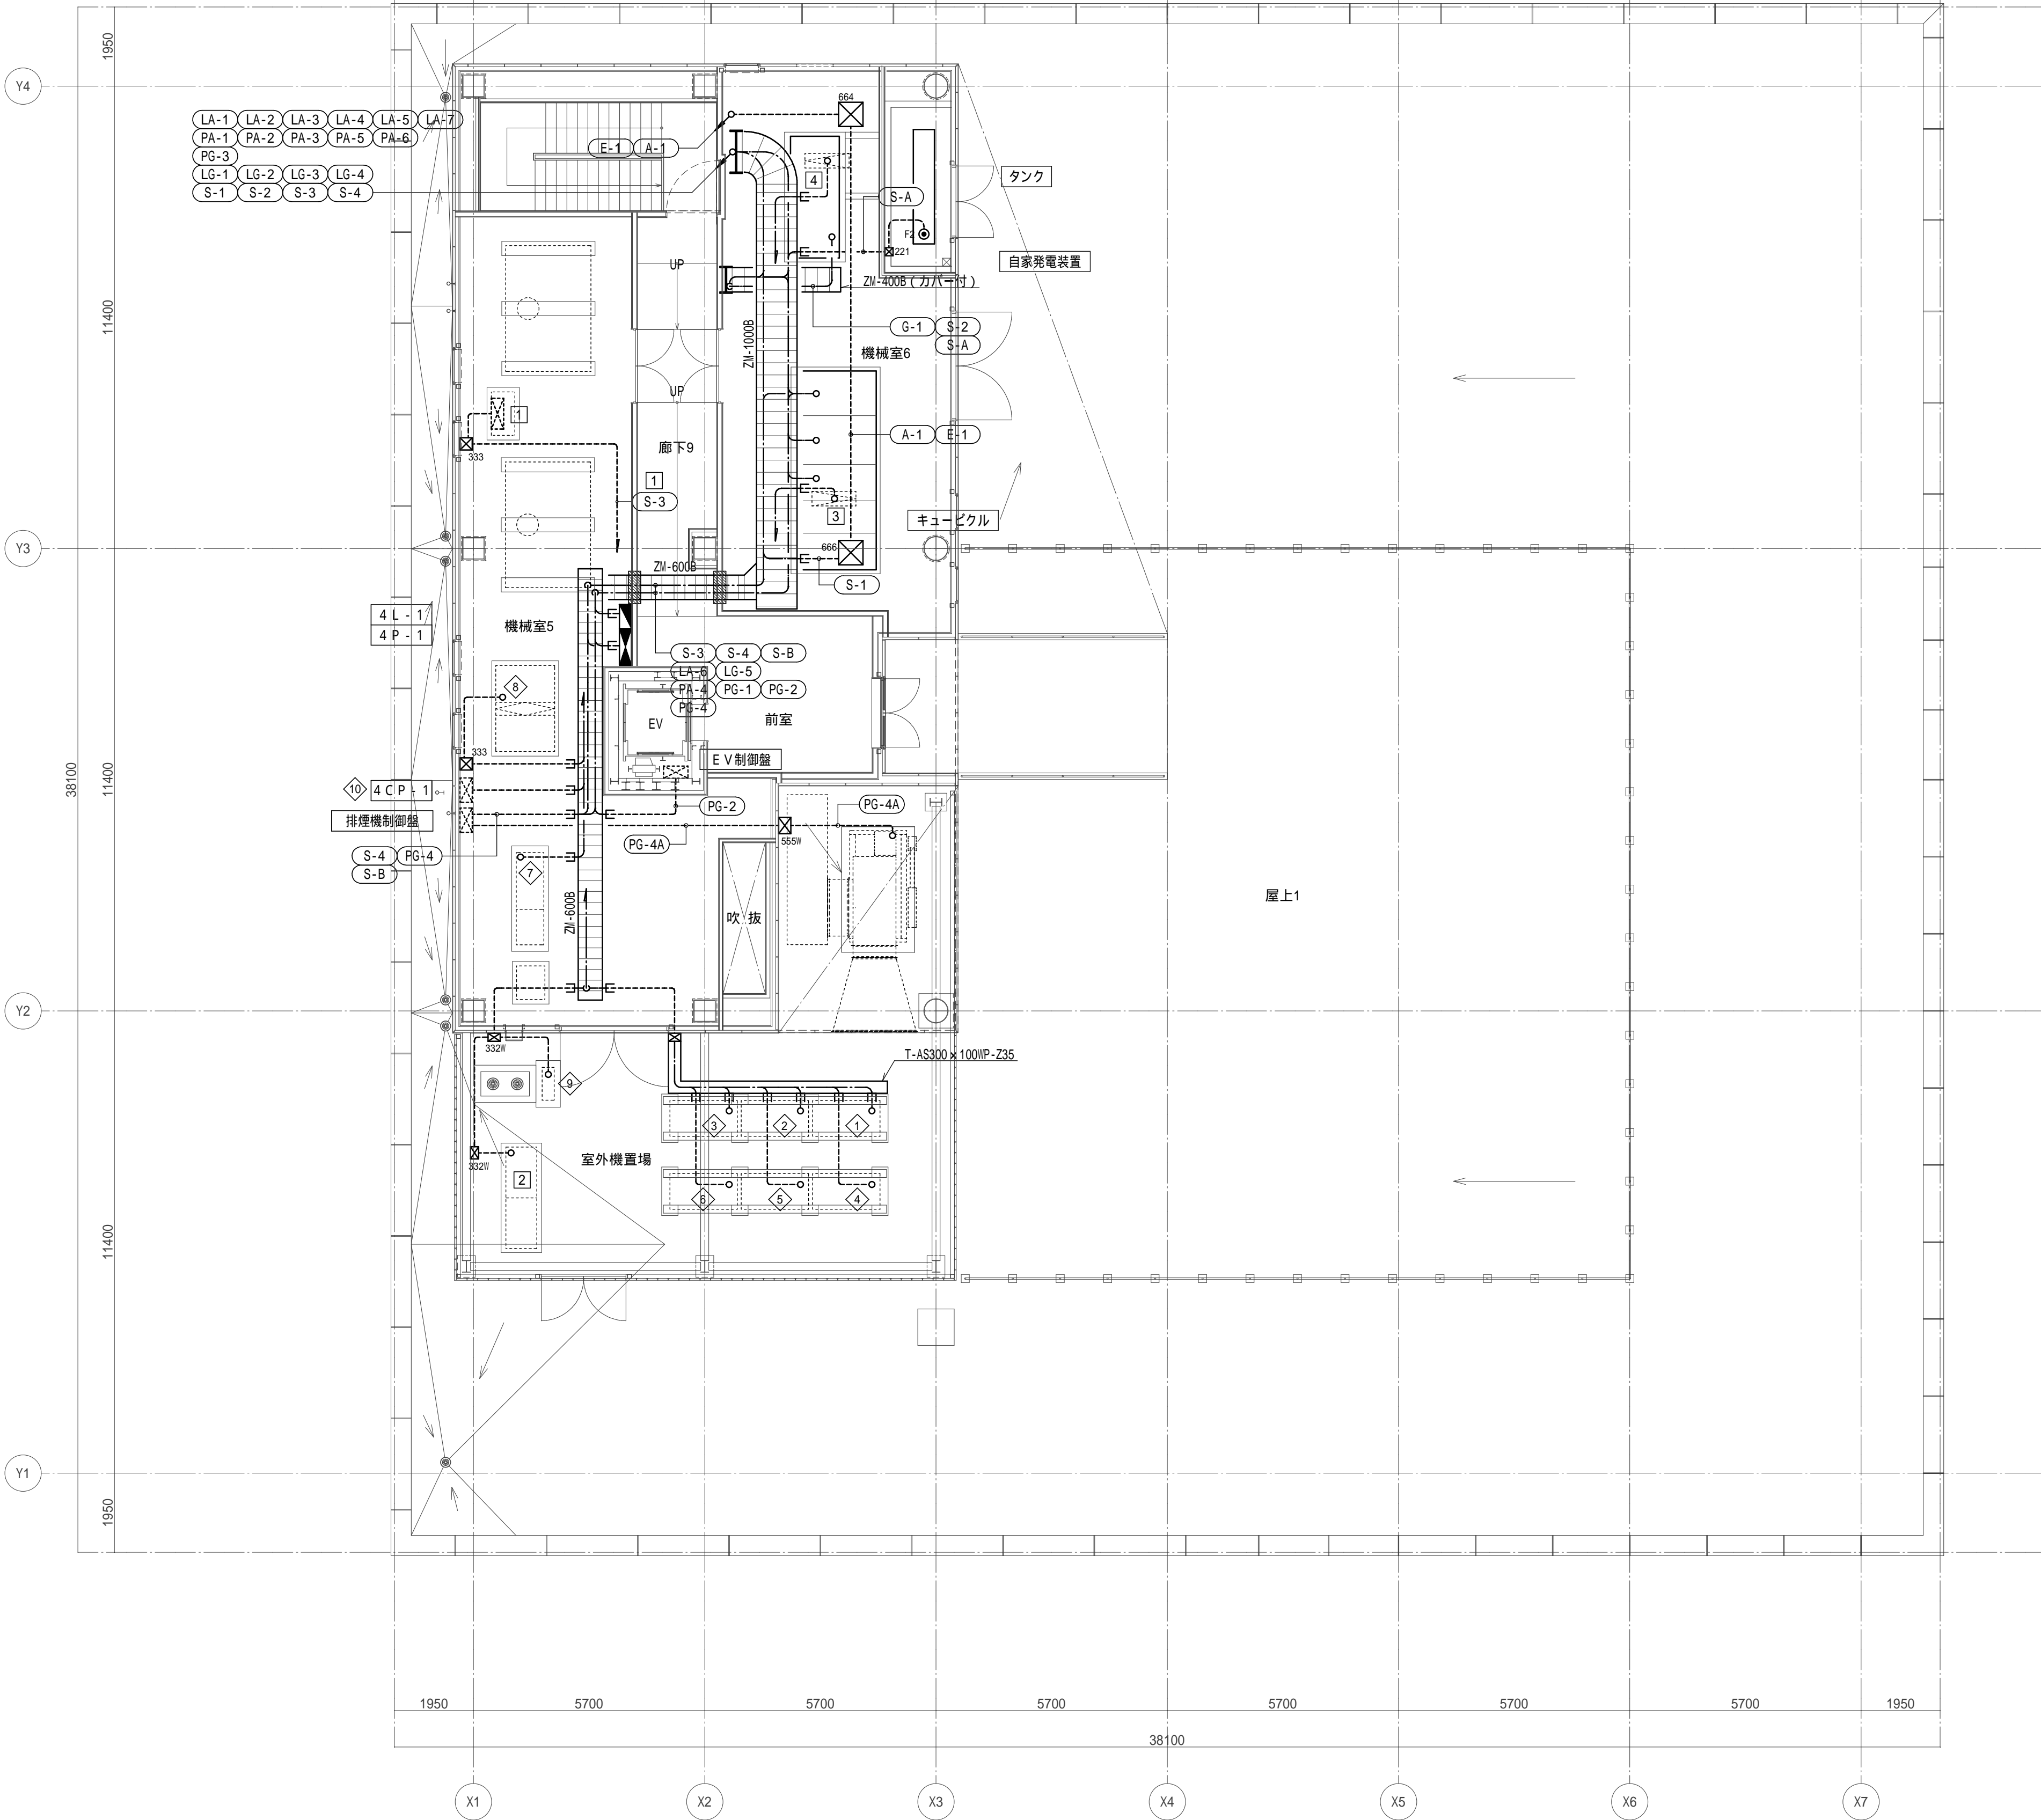 1950
Y4
664
LA-1 LA-2 LA-3 LA-4 LA-5 LA-7
PA-1 PA-2 PA-3 PA-5 PA-6
PG-3
LG-1 LG-2 LG-3 LG-4
S-1 S-2 S-3 S-4
E-1 A-1
4
S-A
タンク
F2
221
自家発電装置
UP
ZM-400B(カバー付)
11400
ZM-1000B
G-1 S-2
S-A
機械室6
UP
1
333
廊下9
A-1 E-1
1
S-3
3
キュービクル
Y3
666
ZM-600B
S-1
4L-1
4P-1
機械室5
S-3 S-4 S-B
LA-6 LG-5
PA-4 PG-1 PG-2
PG-4
8
EV
前室
333
EV制御盤
38100
11400
10 4CP-1
排煙機制御盤
PG-2
PG-4A
PG-4A
555W
S-4 PG-4
S-B
7
ZM-600B
吹抜
屋上1
Y2
332W
T-AS300×100WP-Z35
9
3 2 1
室外機置場
332W
2
6 5 4
11400
Y1
1950
1950 5700 5700 5700 5700 5700 5700 1950
38100
X1 X2 X3 X4 X5 X6 X7